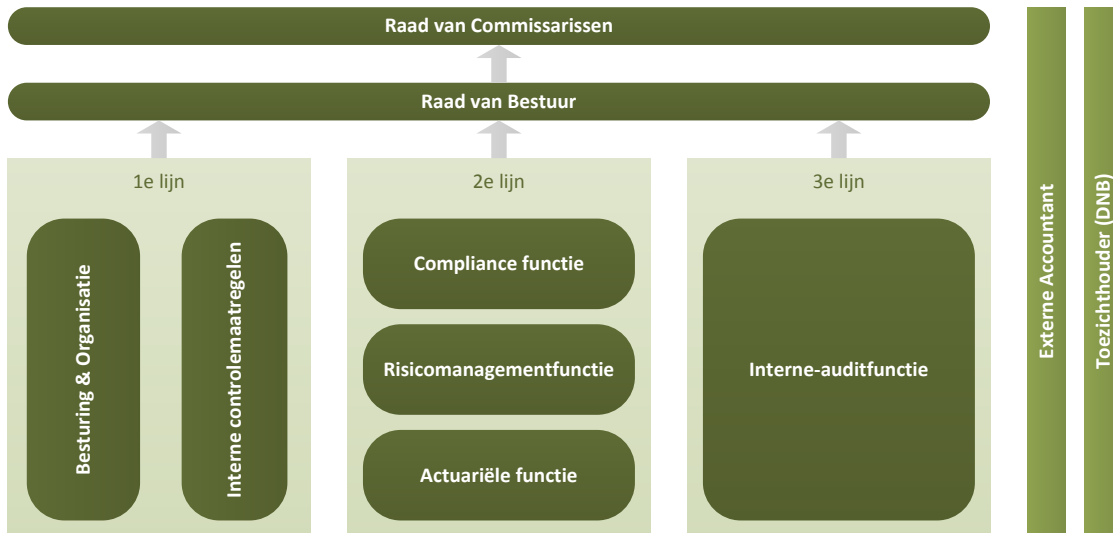 Raad van Commissarissen
Raad van Bestuur
1e lijn
Besturing & Organisatie
Interne controlemaatregelen
2e lijn
Compliance functie
Risicomanagementfunctie
Actuariële functie
3e lijn
Interne-auditfunctie
Externe Accountant
Toezichthouder (DNB)